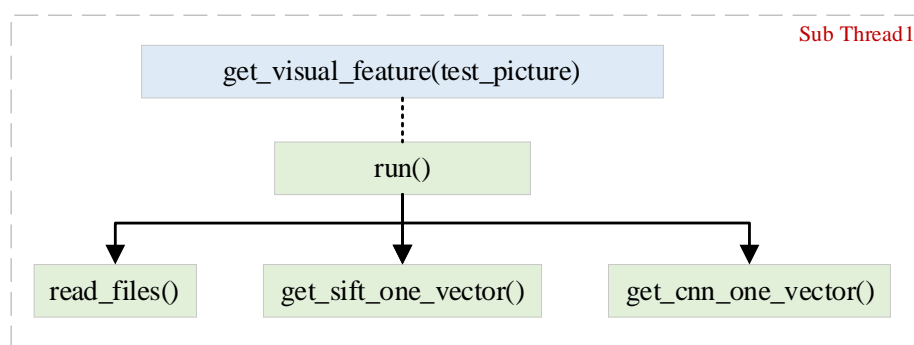 Sub Thread1
get_visual_feature(test_picture)
run()
read_files()
get_sift_one_vector()
get_cnn_one_vector()